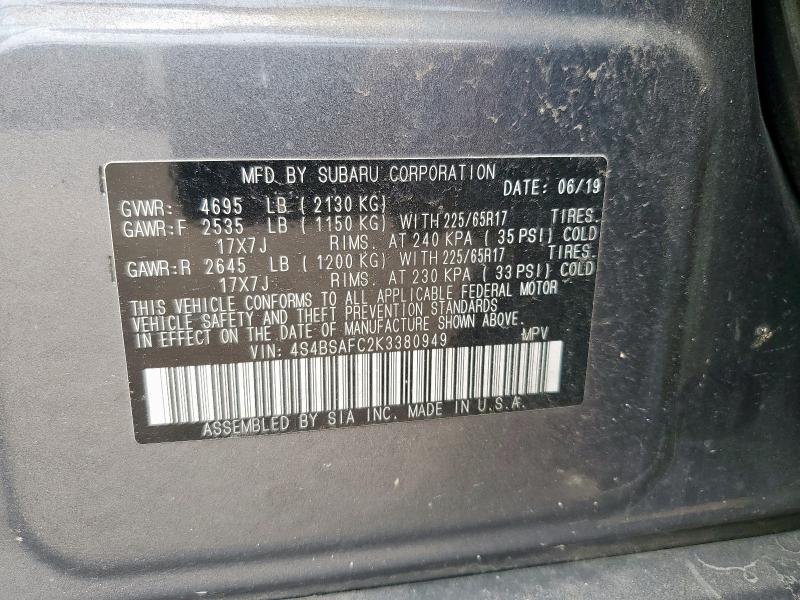 MFD BY SUBARU CORPORATION
DATE: 06/19
GVWR: 4695 LB ( 2130 KG)
GAWR:F 2535 LB ( 1150 KG) WITH 225/65R17 TIRES.
17X7J RIMS. AT 240 KPA ( 35 PSI) COLD
GAWR:R 2645 LB ( 1200 KG) WITH 225/65R17 TIRES.
17X7J RIMS. AT 230 KPA ( 33 PSI) COLD
THIS VEHICLE CONFORMS TO ALL APPLICABLE FEDERAL MOTOR
VEHICLE SAFETY AND THEFT PREVENTION STANDARDS
IN EFFECT ON THE DATE OF MANUFACTURE SHOWN ABOVE.
VIN: 4S4BSAFC2K3380949 MPV
ASSEMBLED BY SIA INC. MADE IN U.S.A.